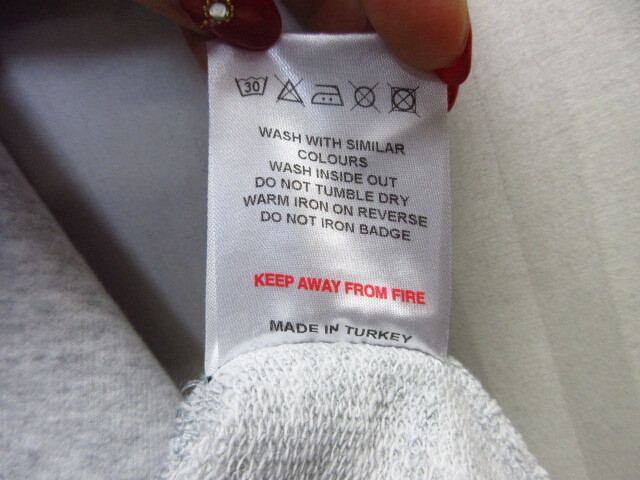 30
WASH WITH SIMILAR
COLOURS
WASH INSIDE OUT
DO NOT TUMBLE DRY
WARM IRON ON REVERSE
DO NOT IRON BADGE
KEEP AWAY FROM FIRE
MADE IN TURKEY